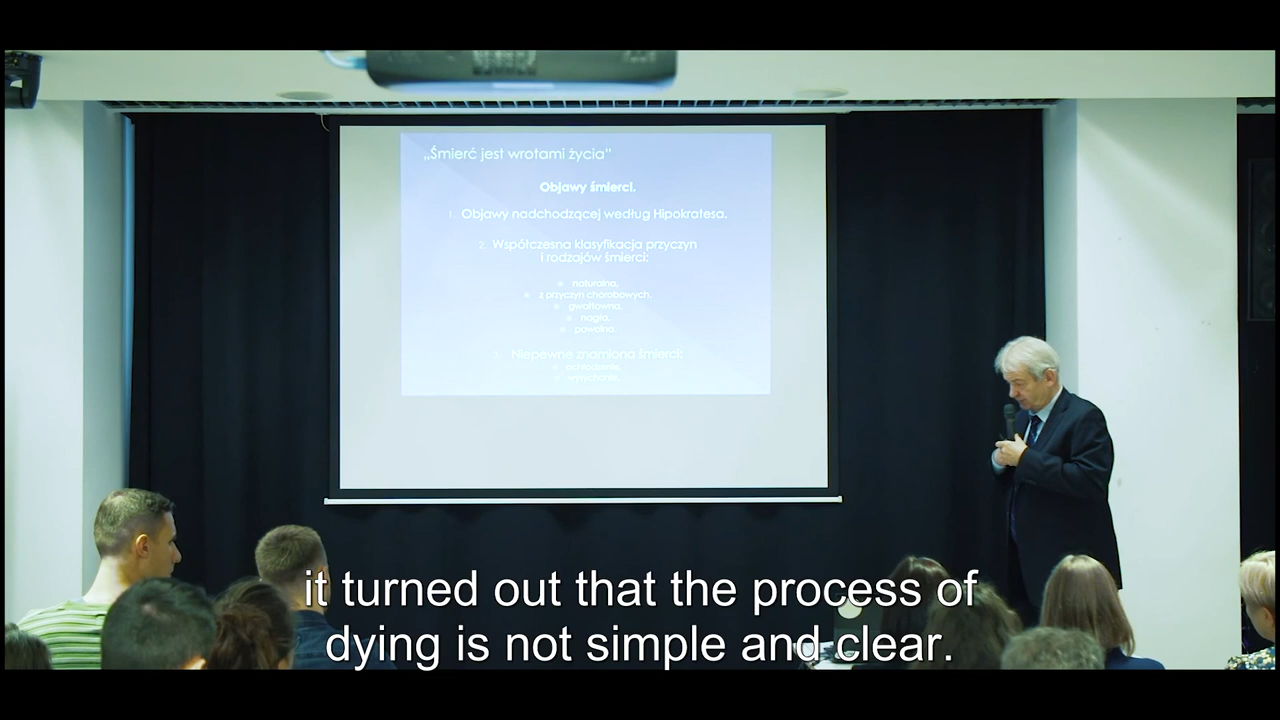 „Śmierć jest wrotami życia"
Objawy śmierci.
1. Objawy nadchodzącej według Hipokratesa.
2. Współczesna klasyfikacja przyczyn
i rodzajów śmierci:
naturalna,
z przyczyn chorobowych,
gwałtowna,
nagła,
powolna.
Niepewne znamiona śmierci:
ochłodzenie,
wysychanie,
it turned out that the process of
dying is not simple and clear.